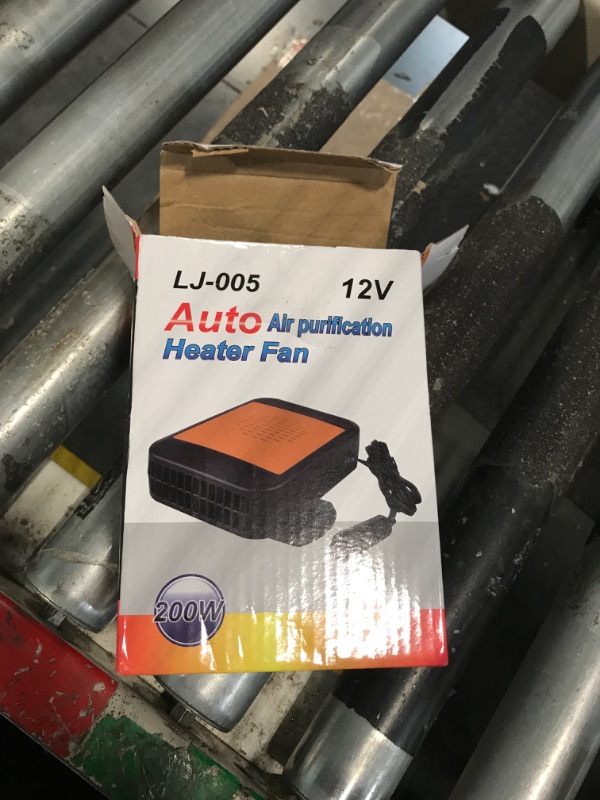 LJ-005 12V
Auto Air purification
Heater Fan
200W